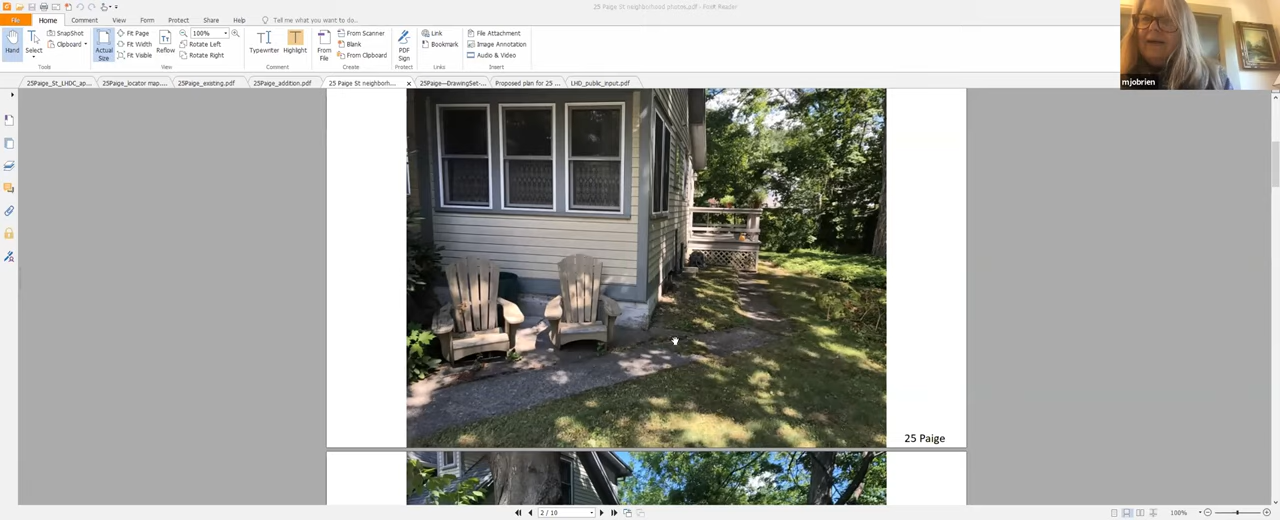 25 Paige St neighborhood photos.pdf - Foxit Reader
File Home Comment View Form Protect Share Help Tell me what you want to do...
Hand
Select
SnapShot
Clipboard
Actual Size
Fit Page
Fit Width
Fit Visible
Reflow
100%
Rotate Left
Rotate Right
Typewriter
Highlight
From File
From Scanner
Blank
From Clipboard
PDF Sign
Link
Bookmark
File Attachment
Image Annotation
Audio & Video
Tools View Comment Create Protect Links Insert
mjobrien
25Paige_St_LHDC_ap... 25Paige_locator map.... 25Paige_existing.pdf 25Paige_addition.pdf 25 Paige St neighborh... 25Paige—DrawingSet-... Proposed plan for 25 ... LHD_public_input.pdf
25 Paige
2 / 10
100%